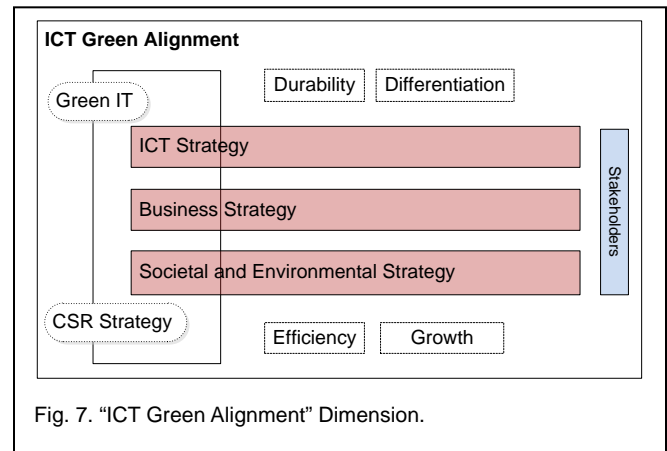 ICT Green Alignment
Durability Differentiation
Green IT
ICT Strategy
Business Strategy
Societal and Environmental Strategy
Stakeholders
CSR Strategy
Efficiency Growth
Fig. 7. “ICT Green Alignment” Dimension.